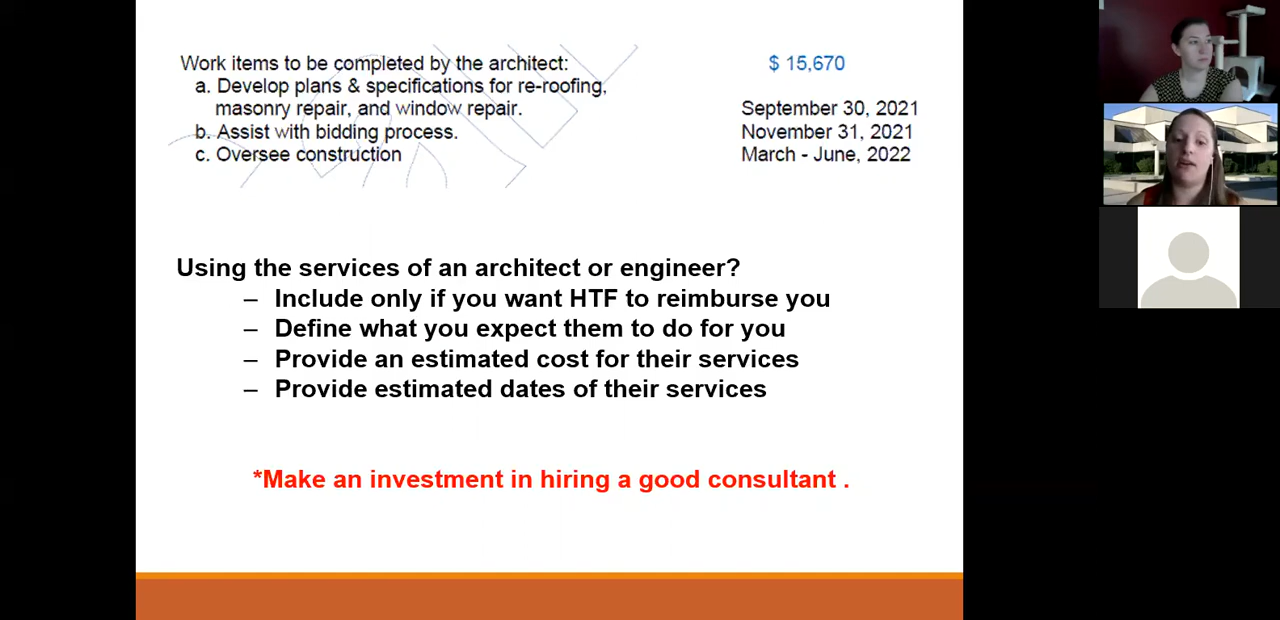 Work items to be completed by the architect: $ 15,670
a. Develop plans & specifications for re-roofing,
masonry repair, and window repair. September 30, 2021
b. Assist with bidding process. November 31, 2021
c. Oversee construction March - June, 2022
Using the services of an architect or engineer?
– Include only if you want HTF to reimburse you
– Define what you expect them to do for you
– Provide an estimated cost for their services
– Provide estimated dates of their services
*Make an investment in hiring a good consultant .